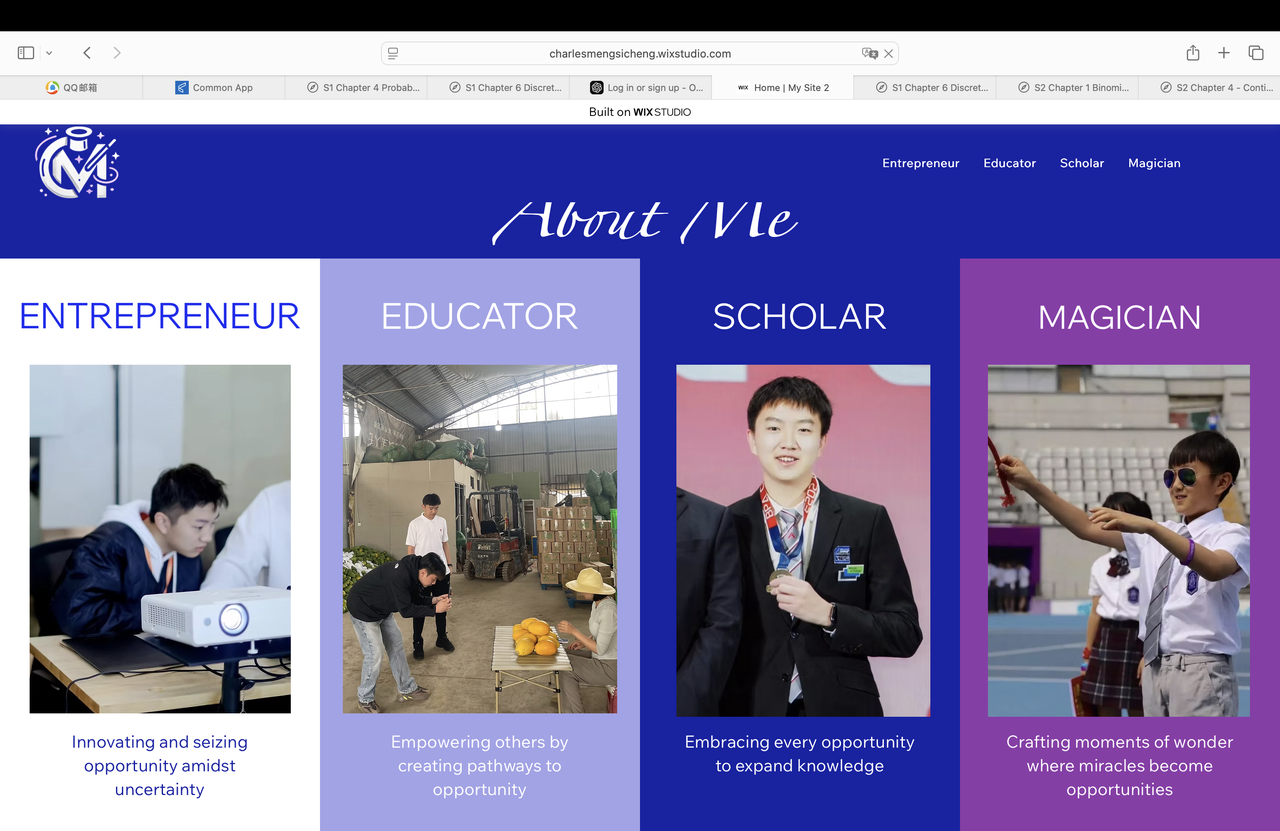 charlesmengsicheng.wixstudio.com
QQ邮箱
Common App
S1 Chapter 4 Probab...
S1 Chapter 6 Discret...
Log in or sign up - O...
WIX Home | My Site 2
S1 Chapter 6 Discret...
S2 Chapter 1 Binomi...
S2 Chapter 4 - Conti...
Built on WIX STUDIO
CM
Entrepreneur Educator Scholar Magician
About Me
ENTREPRENEUR
Innovating and seizing
opportunity amidst
uncertainty
EDUCATOR
Empowering others by
creating pathways to
opportunity
SCHOLAR
Embracing every opportunity
to expand knowledge
MAGICIAN
Crafting moments of wonder
where miracles become
opportunities